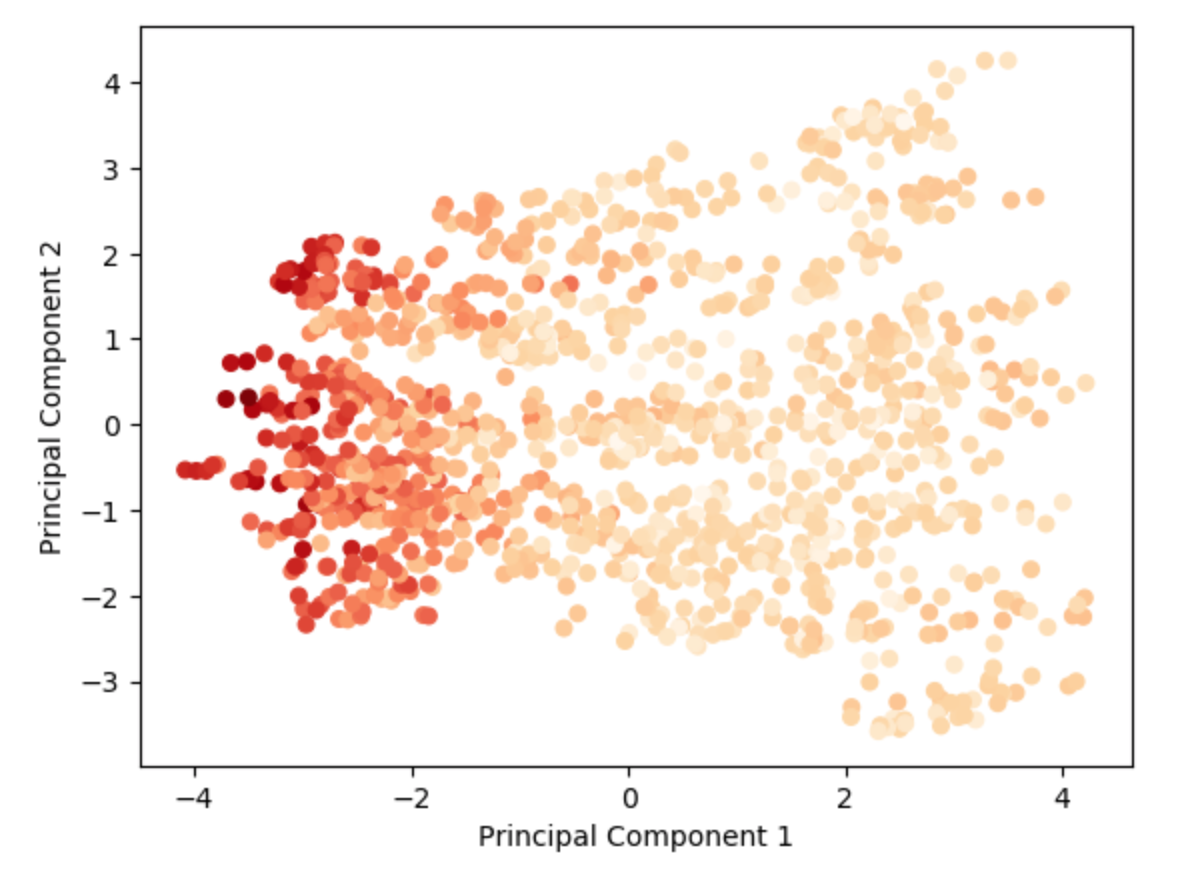 4
3
2
1
0
−1
−2
−3
Principal Component 2
−4 −2 0 2 4
Principal Component 1